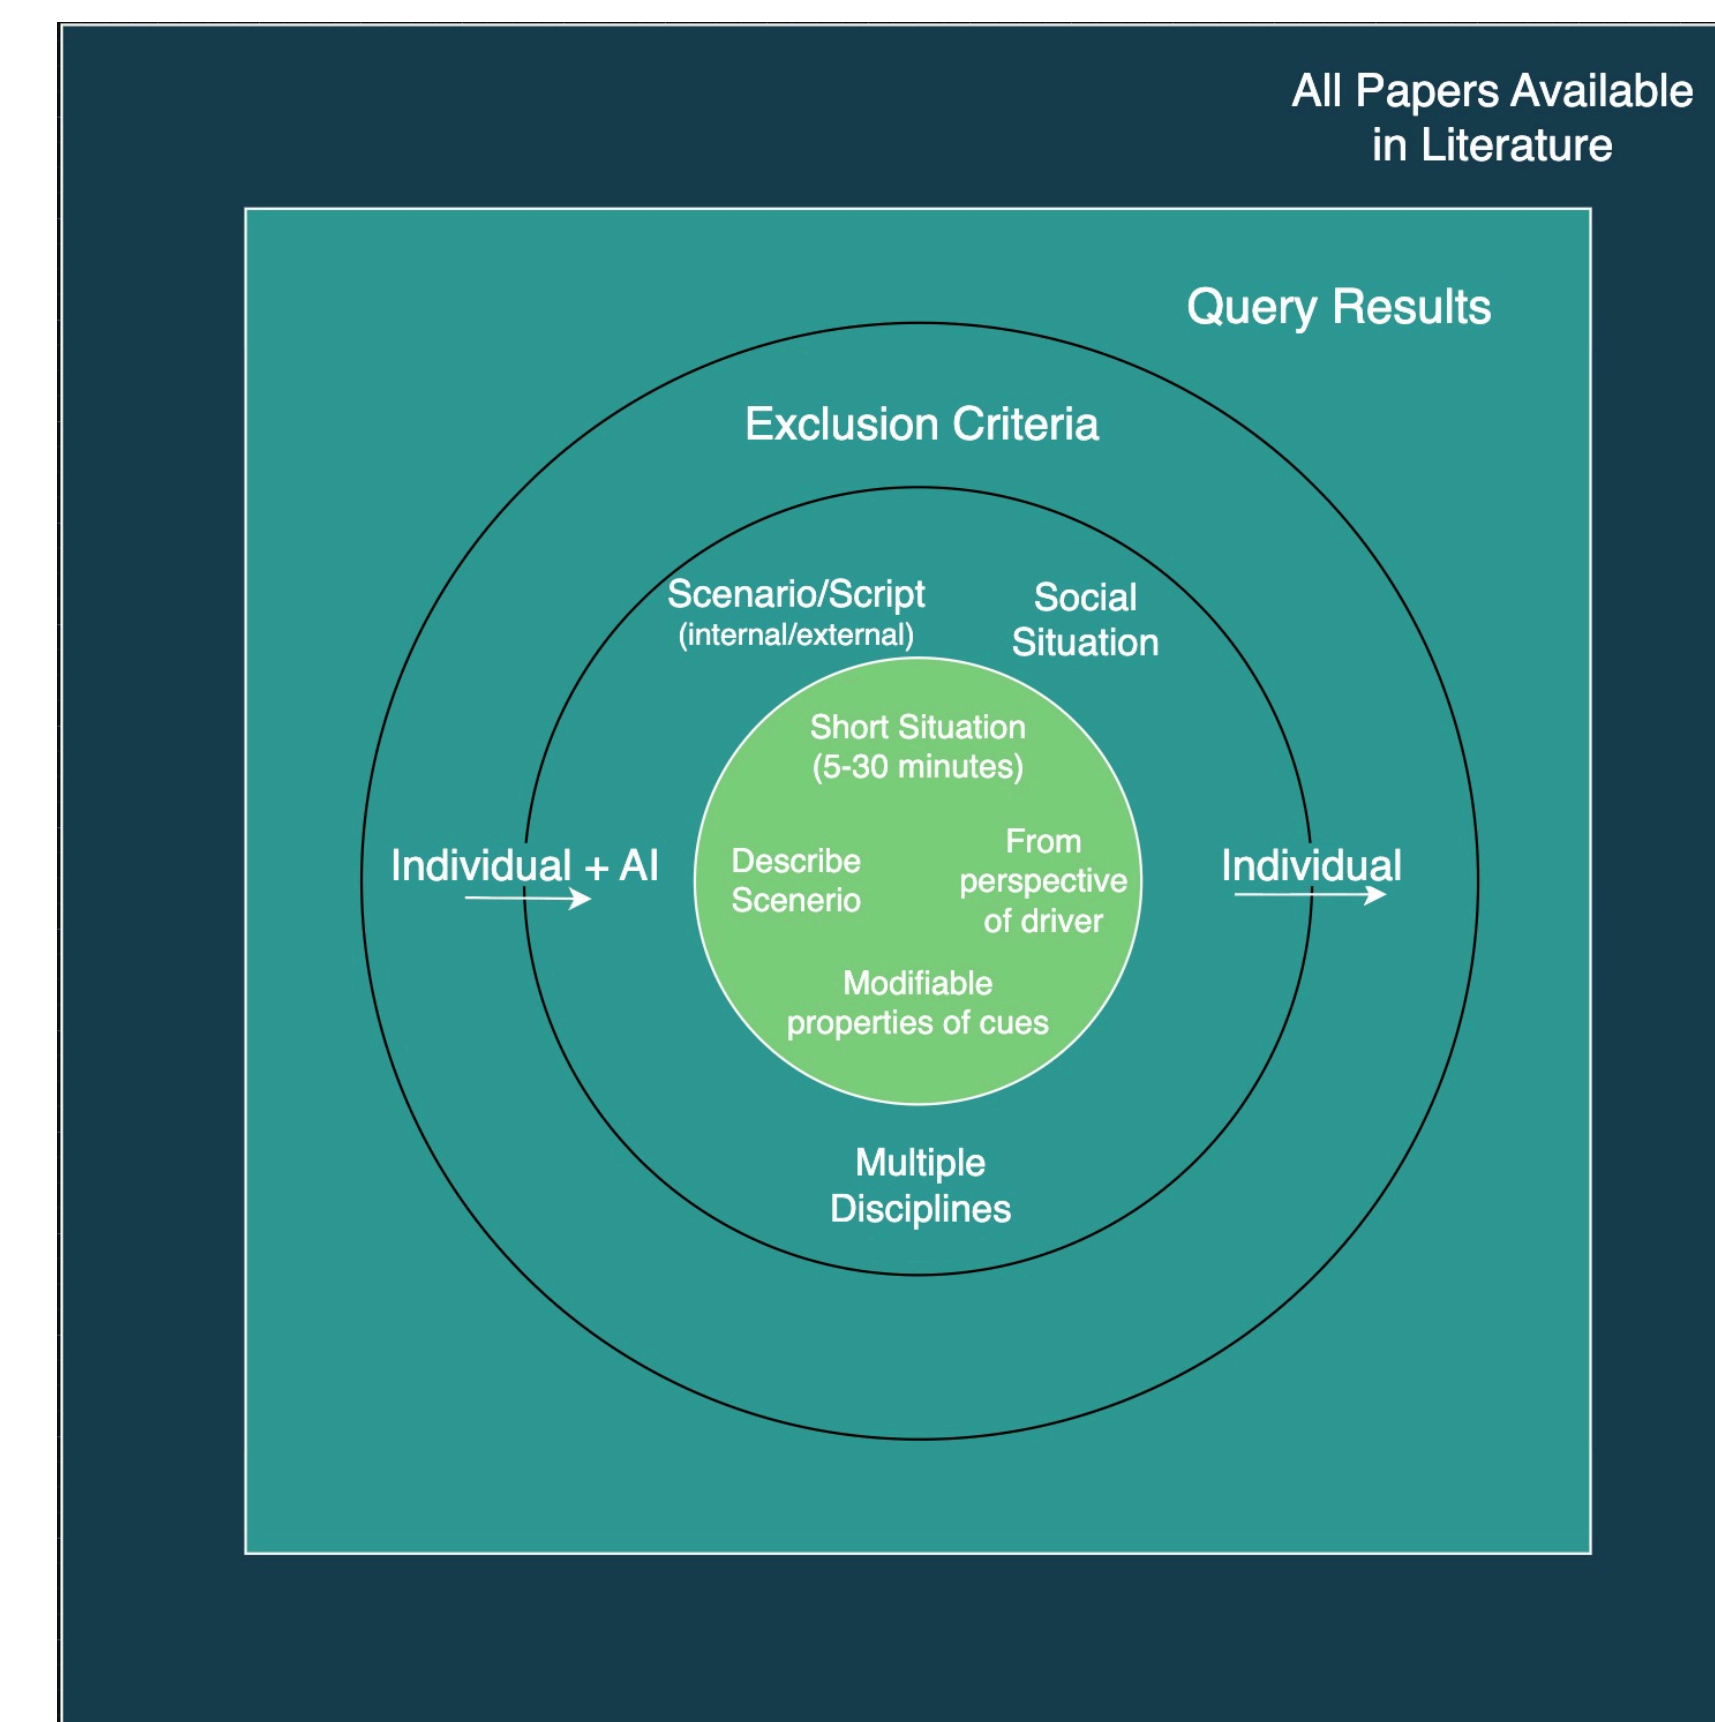 All Papers Available
in Literature
Query Results
Exclusion Criteria
Scenario/Script
(internal/external)
Social
Situation
Short Situation
(5-30 minutes)
Individual + AI
Describe
Scenerio
From
perspective
of driver
Individual
Modifiable
properties of cues
Multiple
Disciplines